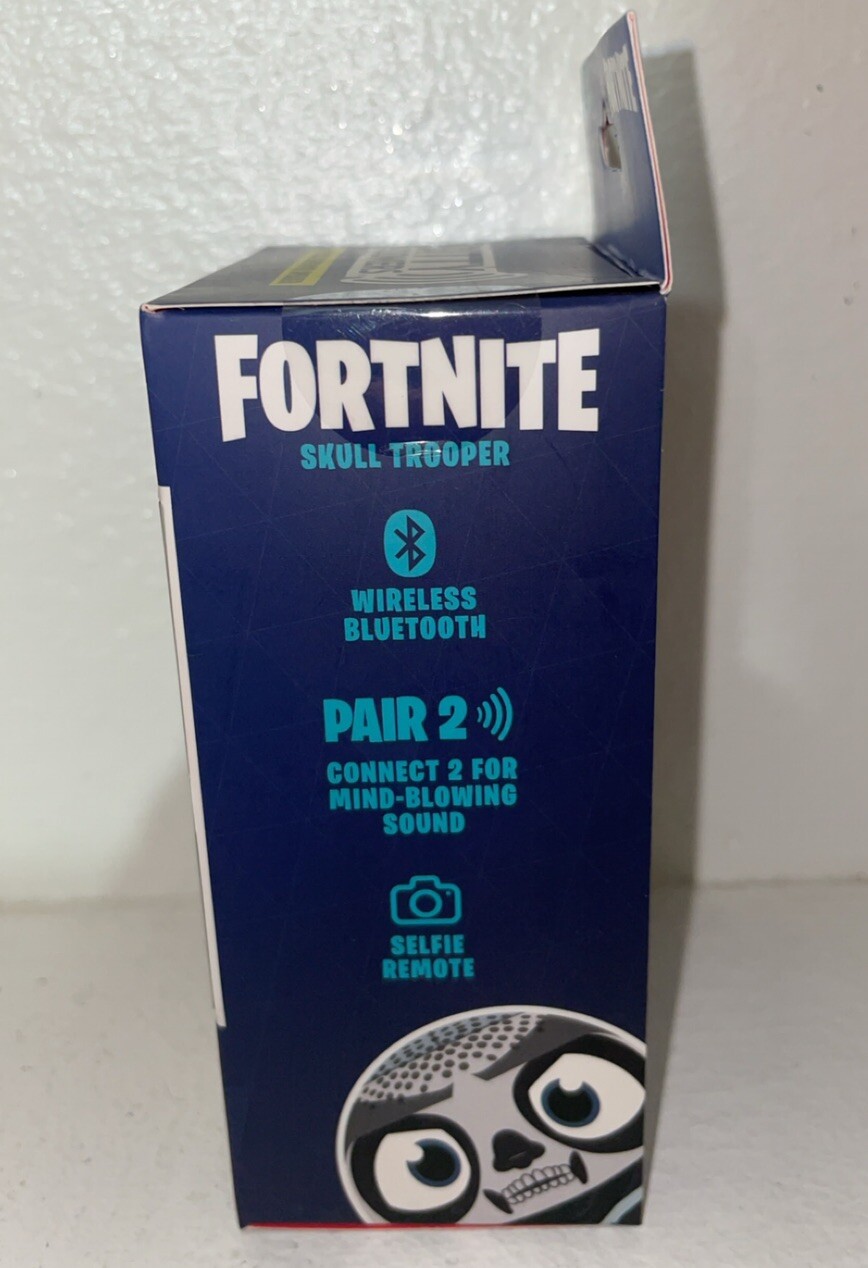 FORTNITE
SKULL TROOPER
WIRELESS
BLUETOOTH
PAIR 2
CONNECT 2 FOR
MIND-BLOWING
SOUND
SELFIE
REMOTE